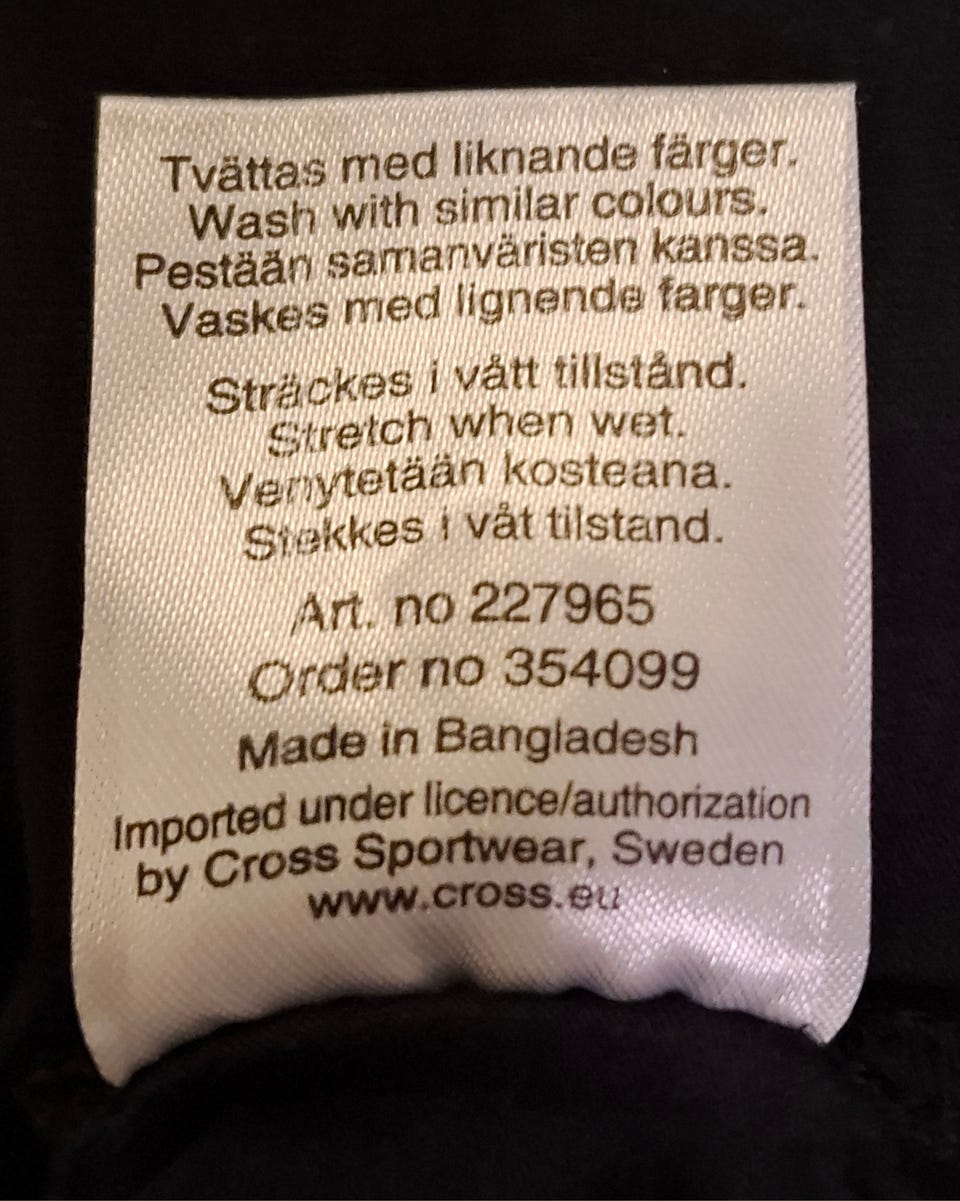 Tvättas med liknande färger.
Wash with similar colours.
Pestään samanväristen kanssa.
Vaskes med lignende farger.
Sträckes i vått tillstånd.
Stretch when wet.
Venytetään kosteana.
Stekkes i våt tilstand.
Art. no 227965
Order no 354099
Made in Bangladesh
Imported under licence/authorization
by Cross Sportwear, Sweden
www.cross.eu